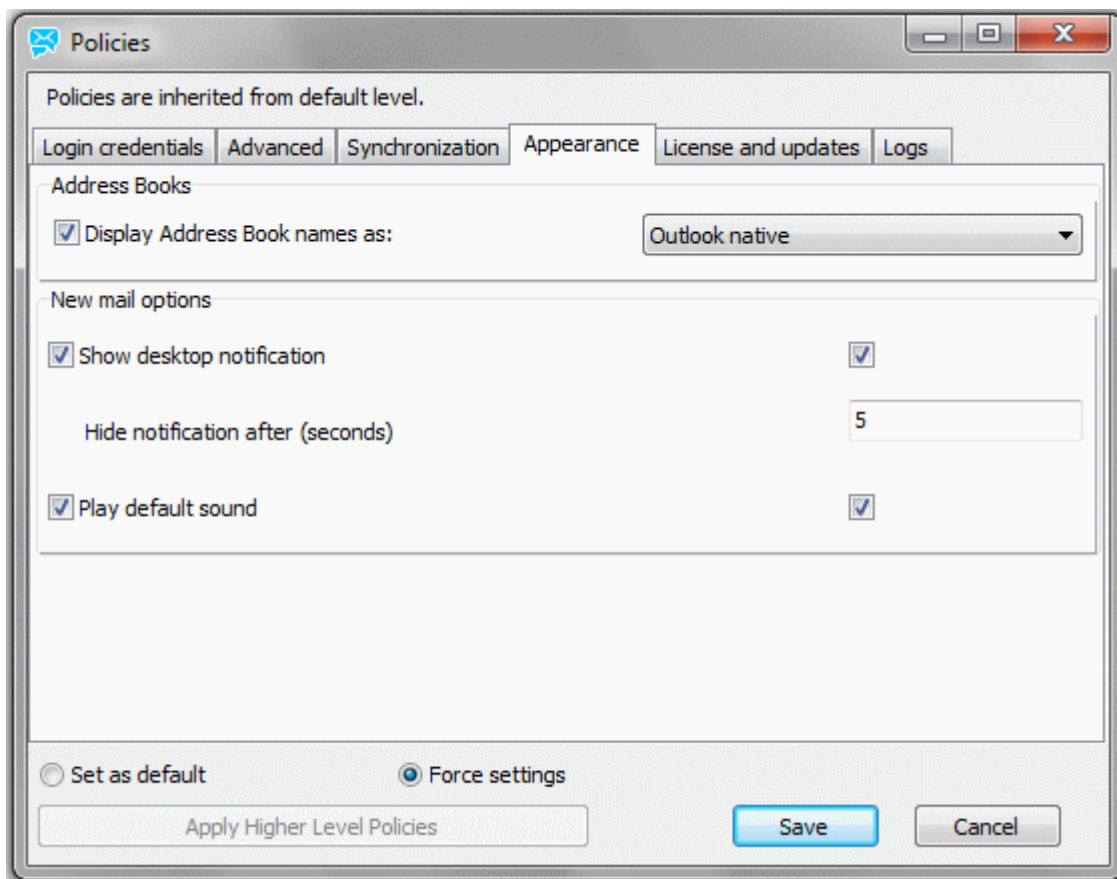 Policies
Policies are inherited from default level.
Login credentials Advanced Synchronization Appearance License and updates Logs
Address Books
Display Address Book names as: Outlook native
New mail options
Show desktop notification
Hide notification after (seconds) 5
Play default sound
Set as default Force settings
Apply Higher Level Policies Save Cancel